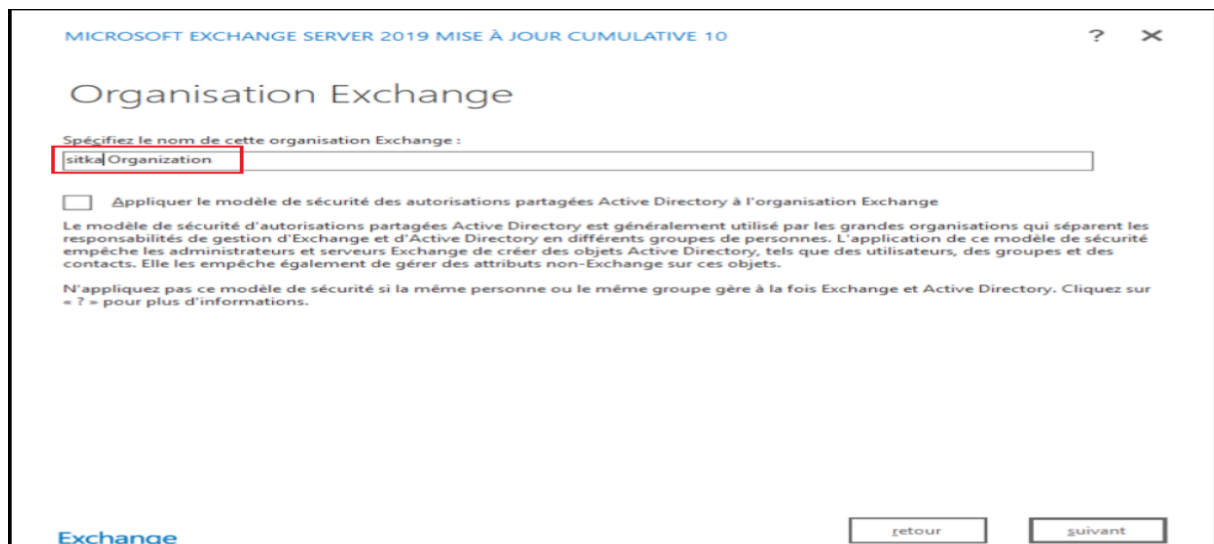 MICROSOFT EXCHANGE SERVER 2019 MISE À JOUR CUMULATIVE 10
? ✕
Organisation Exchange
Spécifiez le nom de cette organisation Exchange :
sitka Organization
Appliquer le modèle de sécurité des autorisations partagées Active Directory à l'organisation Exchange
Le modèle de sécurité d'autorisations partagées Active Directory est généralement utilisé par les grandes organisations qui séparent les
responsabilités de gestion d'Exchange et d'Active Directory en différents groupes de personnes. L'application de ce modèle de sécurité
empêche les administrateurs et serveurs Exchange de créer des objets Active Directory, tels que des utilisateurs, des groupes et des
contacts. Elle les empêche également de gérer des attributs non-Exchange sur ces objets.
N'appliquez pas ce modèle de sécurité si la même personne ou le même groupe gère à la fois Exchange et Active Directory. Cliquez sur
« ? » pour plus d'informations.
Exchange
retour
suivant